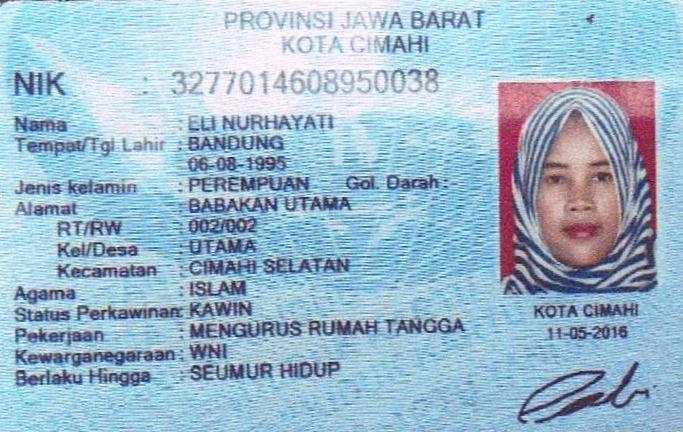 PROVINSI JAWA BARAT
KOTA CIMAHI
NIK : 3277014608950038
Nama : ELI NURHAYATI
Tempat/Tgl Lahir : BANDUNG
06-08-1995
Jenis kelamin : PEREMPUAN Gol. Darah : -
Alamat : BABAKAN UTAMA
RT/RW : 002/002
Kel/Desa : UTAMA
Kecamatan : CIMAHI SELATAN
Agama : ISLAM
Status Perkawinan: KAWIN
Pekerjaan : MENGURUS RUMAH TANGGA
Kewarganegaraan : WNI
Berlaku Hingga : SEUMUR HIDUP
KOTA CIMAHI
11-05-2016